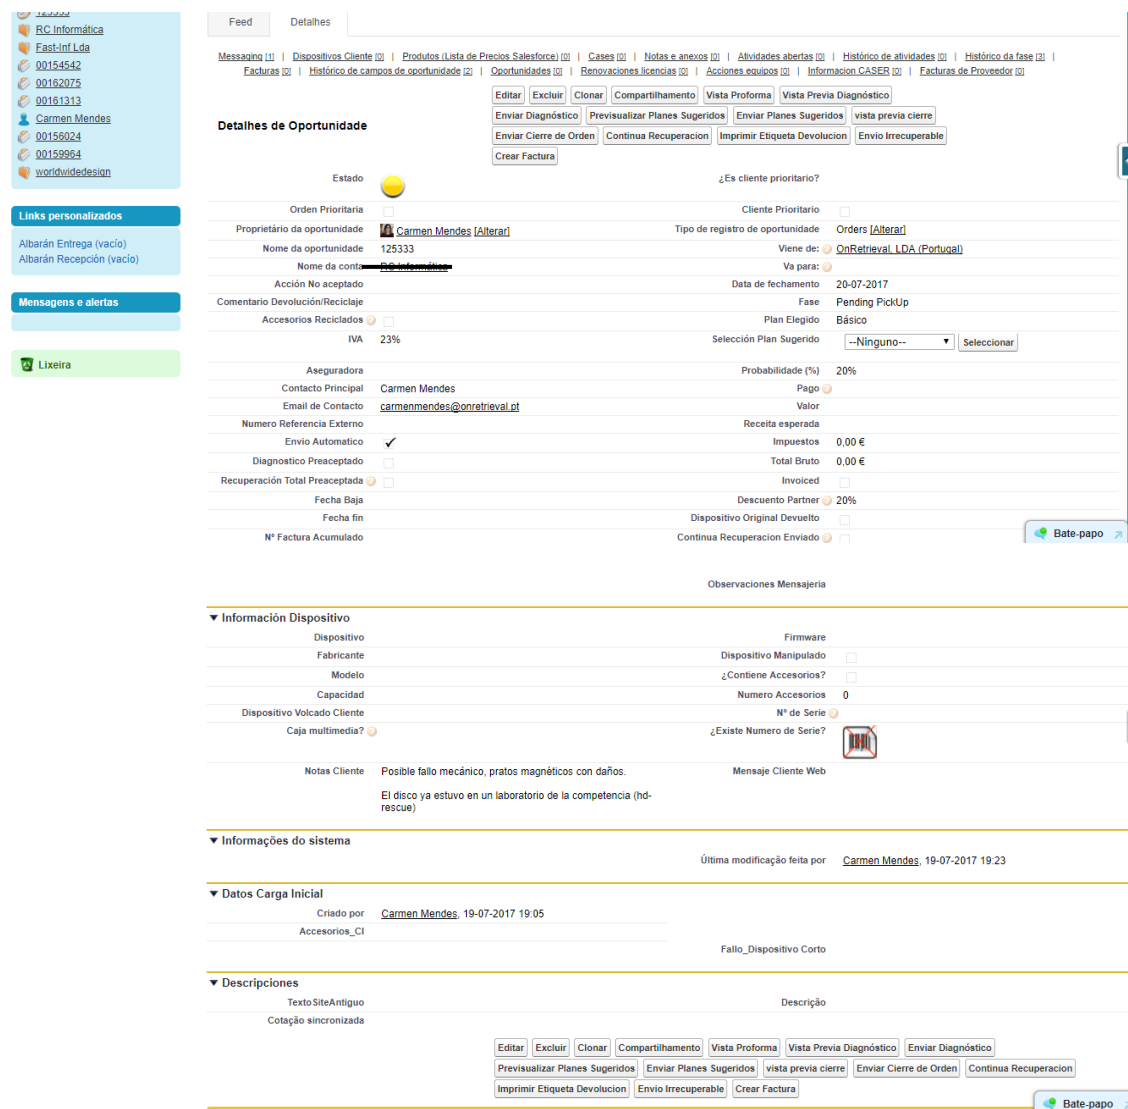 125333
RC Informática
Fast-Inf Lda
00154542
00162075
00161313
Carmen Mendes
00156024
00159964
worldwidedesign
Links personalizados
Albarán Entrega (vacío)
Albarán Recepción (vacío)
Mensagens e alertas
Lixeira
Feed Detalhes
Messaging [1] | Dispositivos Cliente [0] | Produtos (Lista de Precios Salesforce) [0] | Cases [0] | Notas e anexos [0] | Atividades abertas [0] | Histórico de atividades [0] | Histórico da fase [3] |
Facturas [0] | Histórico de campos de oportunidade [2] | Oportunidades [0] | Renovaciones licencias [0] | Acciones equipos [0] | Informacion CASER [0] | Facturas de Proveedor [0]
Detalhes de Oportunidade
Editar Excluir Clonar Compartilhamento Vista Proforma Vista Previa Diagnóstico
Enviar Diagnóstico Previsualizar Planes Sugeridos Enviar Planes Sugeridos vista previa cierre
Enviar Cierre de Orden Continua Recuperacion Imprimir Etiqueta Devolucion Envio Irrecuperable
Crear Factura
Estado ¿Es cliente prioritario?
Orden Prioritaria Cliente Prioritario
Proprietário da oportunidade Carmen Mendes [Alterar] Tipo de registro de oportunidade Orders [Alterar]
Nome da oportunidade 125333 Viene de: OnRetrieval, LDA (Portugal)
Nome da conta RC Informática Va para:
Acción No aceptado Data de fechamento 20-07-2017
Comentario Devolución/Reciclaje Fase Pending PickUp
Accesorios Reciclados Plan Elegido Básico
IVA 23% Selección Plan Sugerido --Ninguno-- Seleccionar
Aseguradora Probabilidade (%) 20%
Contacto Principal Carmen Mendes Pago
Email de Contacto carmenmendes@onretrieval.pt Valor
Numero Referencia Externo Receita esperada
Envio Automatico Impuestos 0,00 €
Diagnostico Preaceptado Total Bruto 0,00 €
Recuperación Total Preaceptada Invoiced
Fecha Baja Descuento Partner 20%
Fecha fin Dispositivo Original Devuelto
Nº Factura Acumulado Continua Recuperacion Enviado
Bate-papo
Observaciones Mensajeria
Información Dispositivo
Dispositivo Firmware
Fabricante Dispositivo Manipulado
Modelo ¿Contiene Accesorios?
Capacidad Numero Accesorios 0
Dispositivo Volcado Cliente Nº de Serie
Caja multimedia? ¿Existe Numero de Serie?
Notas Cliente Posible fallo mecánico, pratos magnéticos con daños. Mensaje Cliente Web
El disco ya estuvo en un laboratorio de la competencia (hd-
rescue)
Informações do sistema
Última modificação feita por Carmen Mendes, 19-07-2017 19:23
Datos Carga Inicial
Criado por Carmen Mendes, 19-07-2017 19:05
Accesorios_CI
Fallo_Dispositivo Corto
Descripciones
TextoSiteAntiguo Descrição
Cotação sincronizada
Editar Excluir Clonar Compartilhamento Vista Proforma Vista Previa Diagnóstico Enviar Diagnóstico
Previsualizar Planes Sugeridos Enviar Planes Sugeridos vista previa cierre Enviar Cierre de Orden Continua Recuperacion
Imprimir Etiqueta Devolucion Envio Irrecuperable Crear Factura
Bate-papo